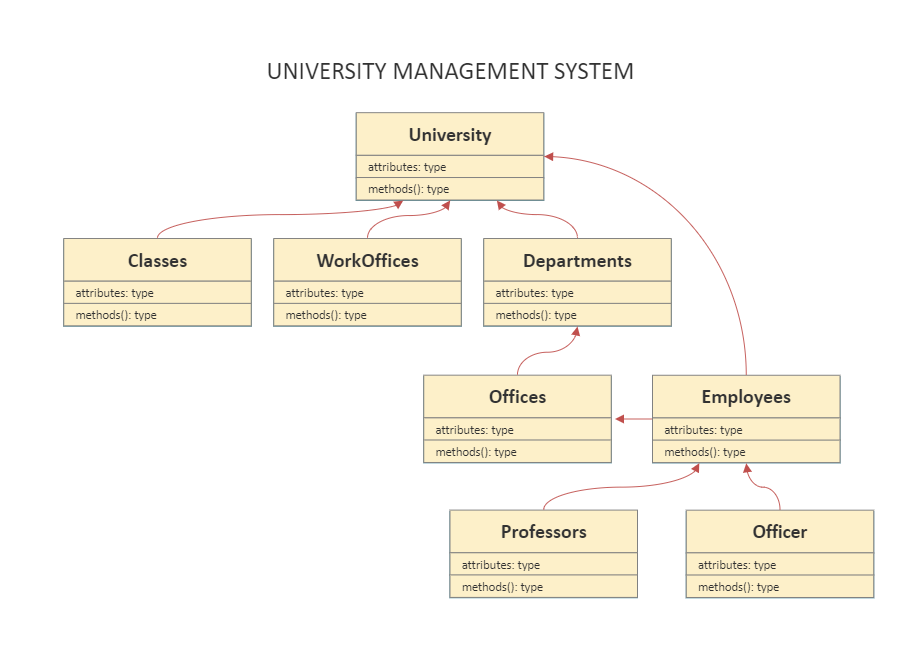 UNIVERSITY MANAGEMENT SYSTEM
University
attributes: type
methods(): type
Classes
attributes: type
methods(): type
WorkOffices
attributes: type
methods(): type
Departments
attributes: type
methods(): type
Offices
attributes: type
methods(): type
Employees
attributes: type
methods(): type
Professors
attributes: type
methods(): type
Officer
attributes: type
methods(): type